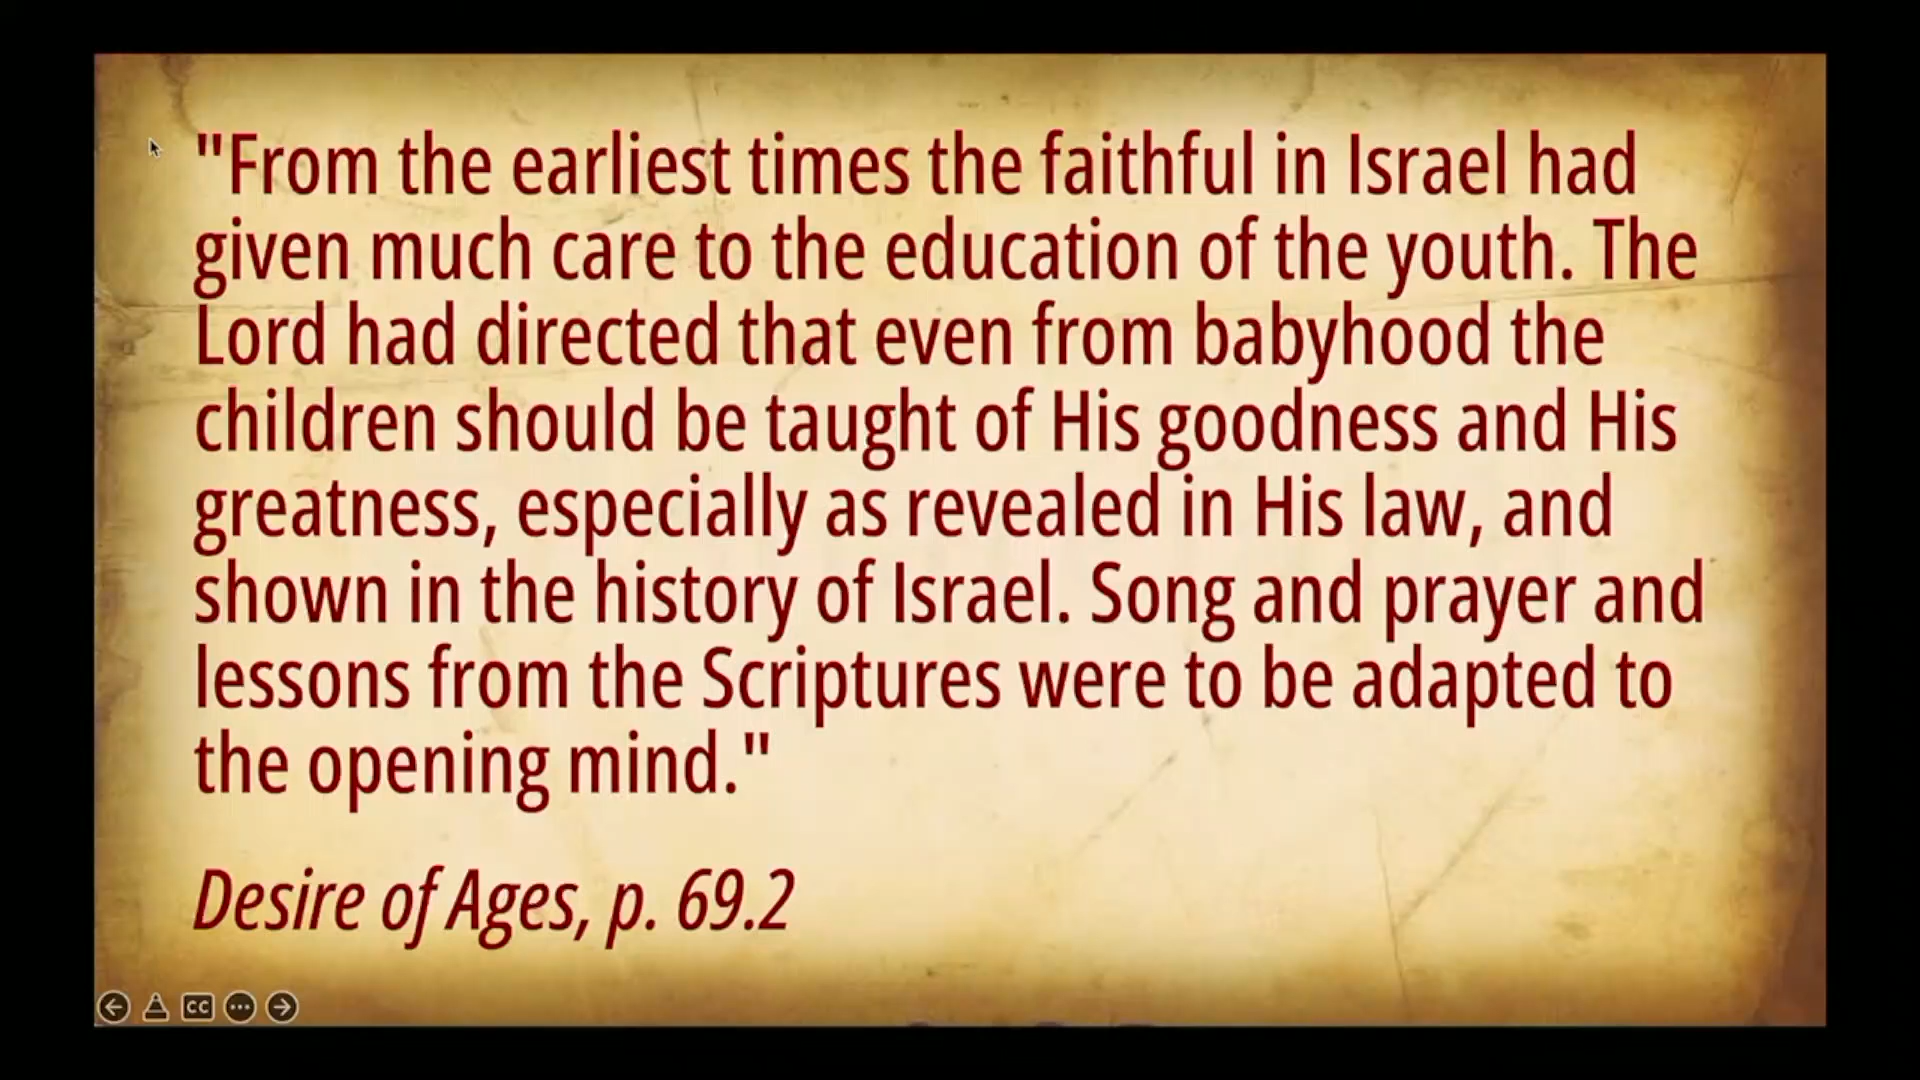 "From the earliest times the faithful in Israel had
given much care to the education of the youth. The
Lord had directed that even from babyhood the
children should be taught of His goodness and His
greatness, especially as revealed in His law, and
shown in the history of Israel. Song and prayer and
lessons from the Scriptures were to be adapted to
the opening mind."
Desire of Ages, p. 69.2
CC